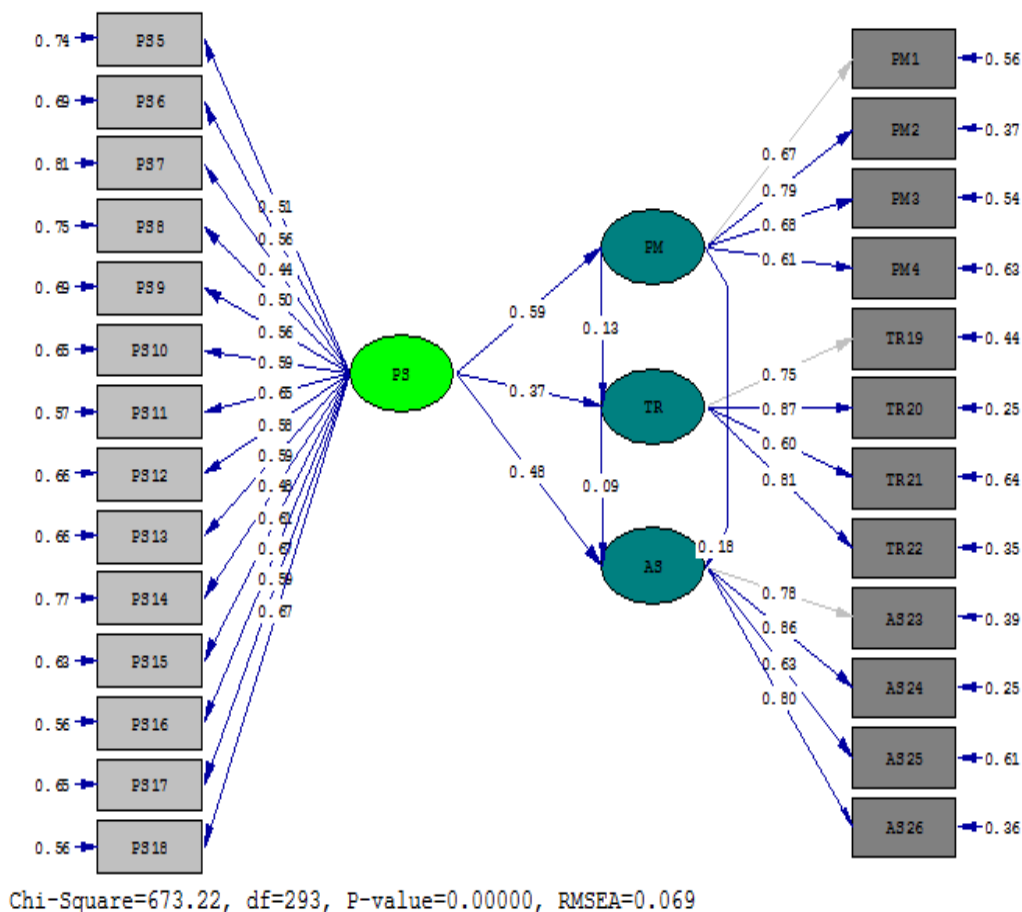 0.74 PS5
0.69 PS6
0.81 PS7
0.75 PS8
0.69 PS9
0.65 PS10
0.57 PS11
0.66 PS12
0.66 PS13
0.77 PS14
0.63 PS15
0.56 PS16
0.65 PS17
0.56 PS18
0.51
0.56
0.44
0.50
0.56
0.59
0.65
0.58
0.59
0.48
0.61
0.67
0.59
0.67
PS
0.59
0.37
0.48
PM
0.13
TR
0.09
AS
0.18
0.67
0.79
0.68
0.61
0.75
0.87
0.60
0.81
0.78
0.86
0.63
0.80
PM1 0.56
PM2 0.37
PM3 0.54
PM4 0.63
TR19 0.44
TR20 0.25
TR21 0.64
TR22 0.35
AS23 0.39
AS24 0.25
AS25 0.61
AS26 0.36
Chi-Square=673.22, df=293, P-value=0.00000, RMSEA=0.069